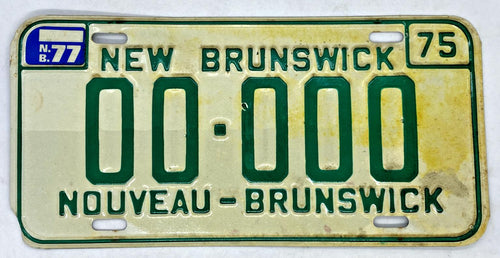 N.B. 77 75
NEW BRUNSWICK
00·000
NOUVEAU-BRUNSWICK